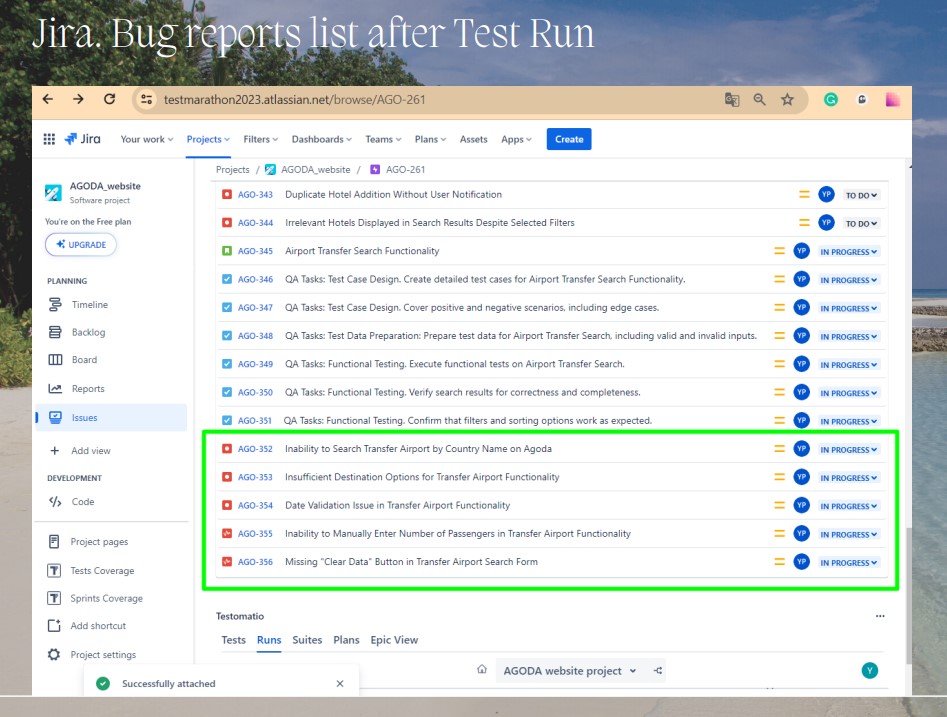 Jira. Bug reports list after Test Run
testmarathon2023.atlassian.net/browse/AGO-261
Jira Your work Projects Filters Dashboards Teams Plans Assets Apps Create
Projects / AGODA_website / AGO-261
AGODA_website
Software project
You're on the Free plan
UPGRADE
PLANNING
Timeline
Backlog
Board
Reports
Issues
Add view
DEVELOPMENT
Code
Project pages
Tests Coverage
Sprints Coverage
Add shortcut
Project settings
AGO-343 Duplicate Hotel Addition Without User Notification YP TO DO
AGO-344 Irrelevant Hotels Displayed in Search Results Despite Selected Filters YP TO DO
AGO-345 Airport Transfer Search Functionality YP IN PROGRESS
AGO-346 QA Tasks: Test Case Design. Create detailed test cases for Airport Transfer Search Functionality. YP IN PROGRESS
AGO-347 QA Tasks: Test Case Design. Cover positive and negative scenarios, including edge cases. YP IN PROGRESS
AGO-348 QA Tasks: Test Data Preparation: Prepare test data for Airport Transfer Search, including valid and invalid inputs. YP IN PROGRESS
AGO-349 QA Tasks: Functional Testing. Execute functional tests on Airport Transfer Search. YP IN PROGRESS
AGO-350 QA Tasks: Functional Testing. Verify search results for correctness and completeness. YP IN PROGRESS
AGO-351 QA Tasks: Functional Testing. Confirm that filters and sorting options work as expected. YP IN PROGRESS
AGO-352 Inability to Search Transfer Airport by Country Name on Agoda YP IN PROGRESS
AGO-353 Insufficient Destination Options for Transfer Airport Functionality YP IN PROGRESS
AGO-354 Date Validation Issue in Transfer Airport Functionality YP IN PROGRESS
AGO-355 Inability to Manually Enter Number of Passengers in Transfer Airport Functionality YP IN PROGRESS
AGO-356 Missing "Clear Data" Button in Transfer Airport Search Form YP IN PROGRESS
Testomatio
Tests Runs Suites Plans Epic View
AGODA website project Y
Successfully attached